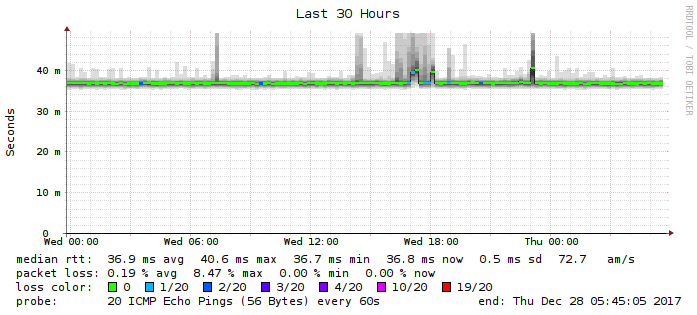 Last 30 Hours
RRDTOOL / TOBI OETIKER
Seconds
40 m
30 m
20 m
10 m
0
Wed 00:00 Wed 06:00 Wed 12:00 Wed 18:00 Thu 00:00
median rtt: 36.9 ms avg 40.6 ms max 36.7 ms min 36.8 ms now 0.5 ms sd 72.7 am/s
packet loss: 0.19 % avg 8.47 % max 0.00 % min 0.00 % now
loss color: 0 1/20 2/20 3/20 4/20 10/20 19/20
probe: 20 ICMP Echo Pings (56 Bytes) every 60s end: Thu Dec 28 05:45:05 2017